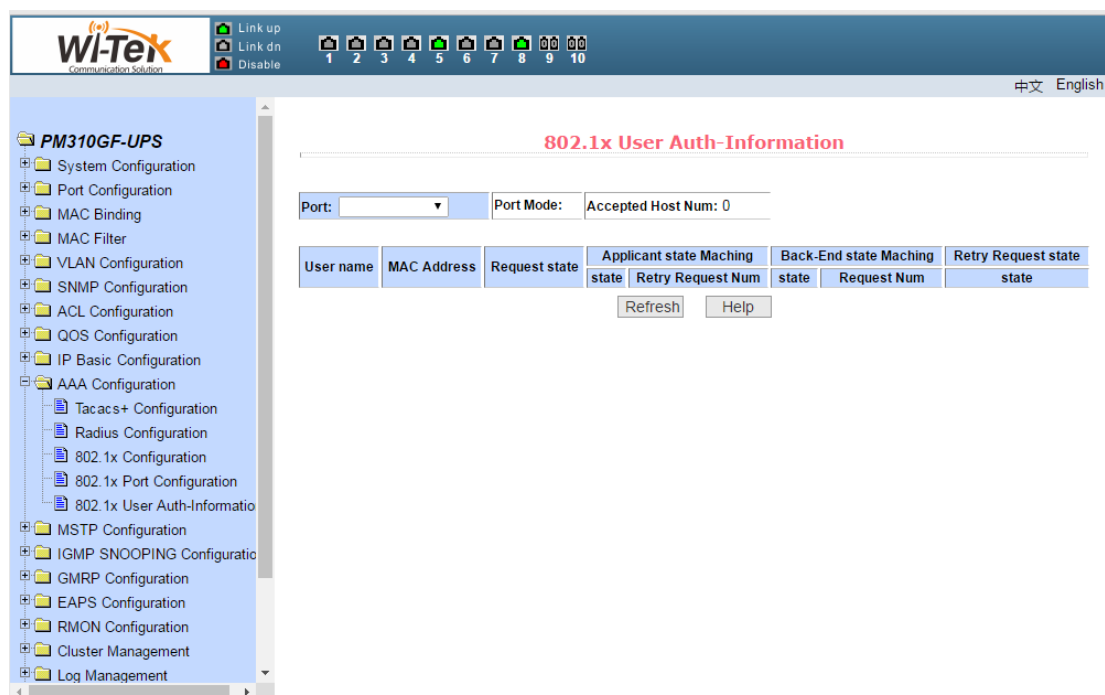 Wi-Tek
Communication Solution
Link up
Link dn
Disable
1 2 3 4 5 6 7 8 9 10
中文 English
PM310GF-UPS
System Configuration
Port Configuration
MAC Binding
MAC Filter
VLAN Configuration
SNMP Configuration
ACL Configuration
QOS Configuration
IP Basic Configuration
AAA Configuration
Tacacs+ Configuration
Radius Configuration
802.1x Configuration
802.1x Port Configuration
802.1x User Auth-Informatio
MSTP Configuration
IGMP SNOOPING Configuratio
GMRP Configuration
EAPS Configuration
RMON Configuration
Cluster Management
Log Management
802.1x User Auth-Information
Port: Port Mode: Accepted Host Num: 0
User name MAC Address Request state Applicant state Maching Back-End state Maching Retry Request state
state Retry Request Num state Request Num state
Refresh Help